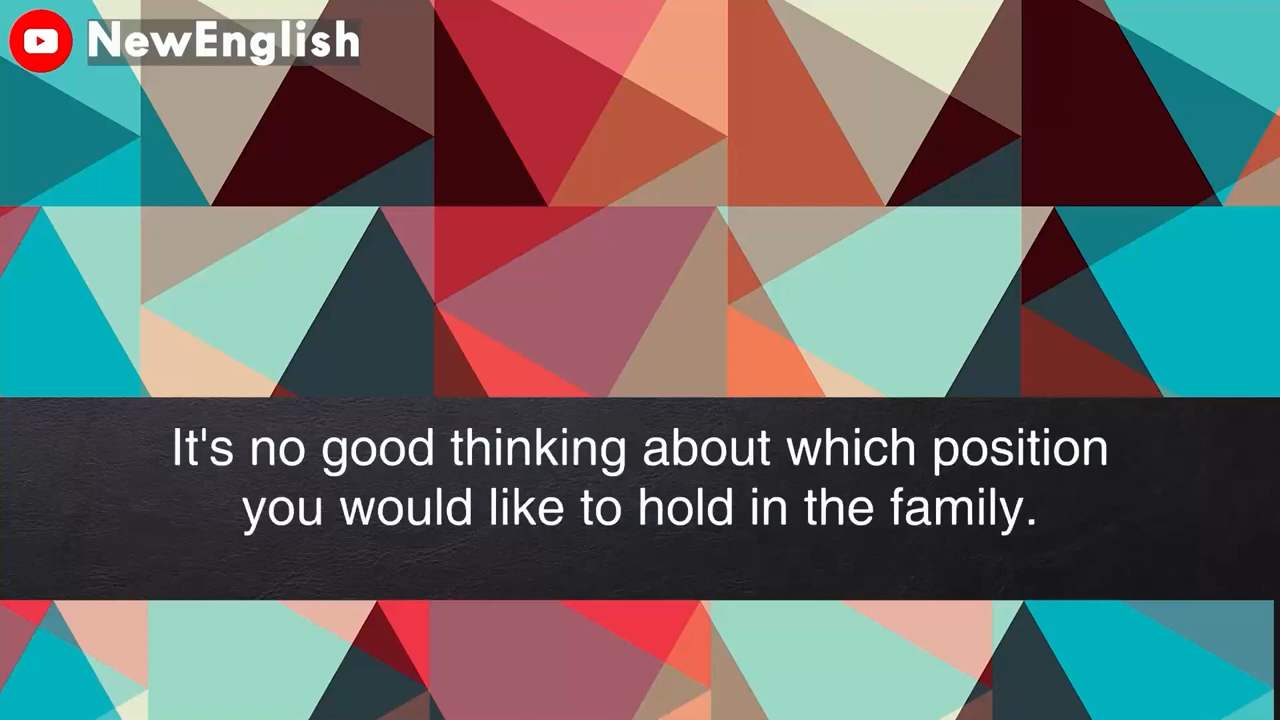 NewEnglish
It's no good thinking about which position
you would like to hold in the family.